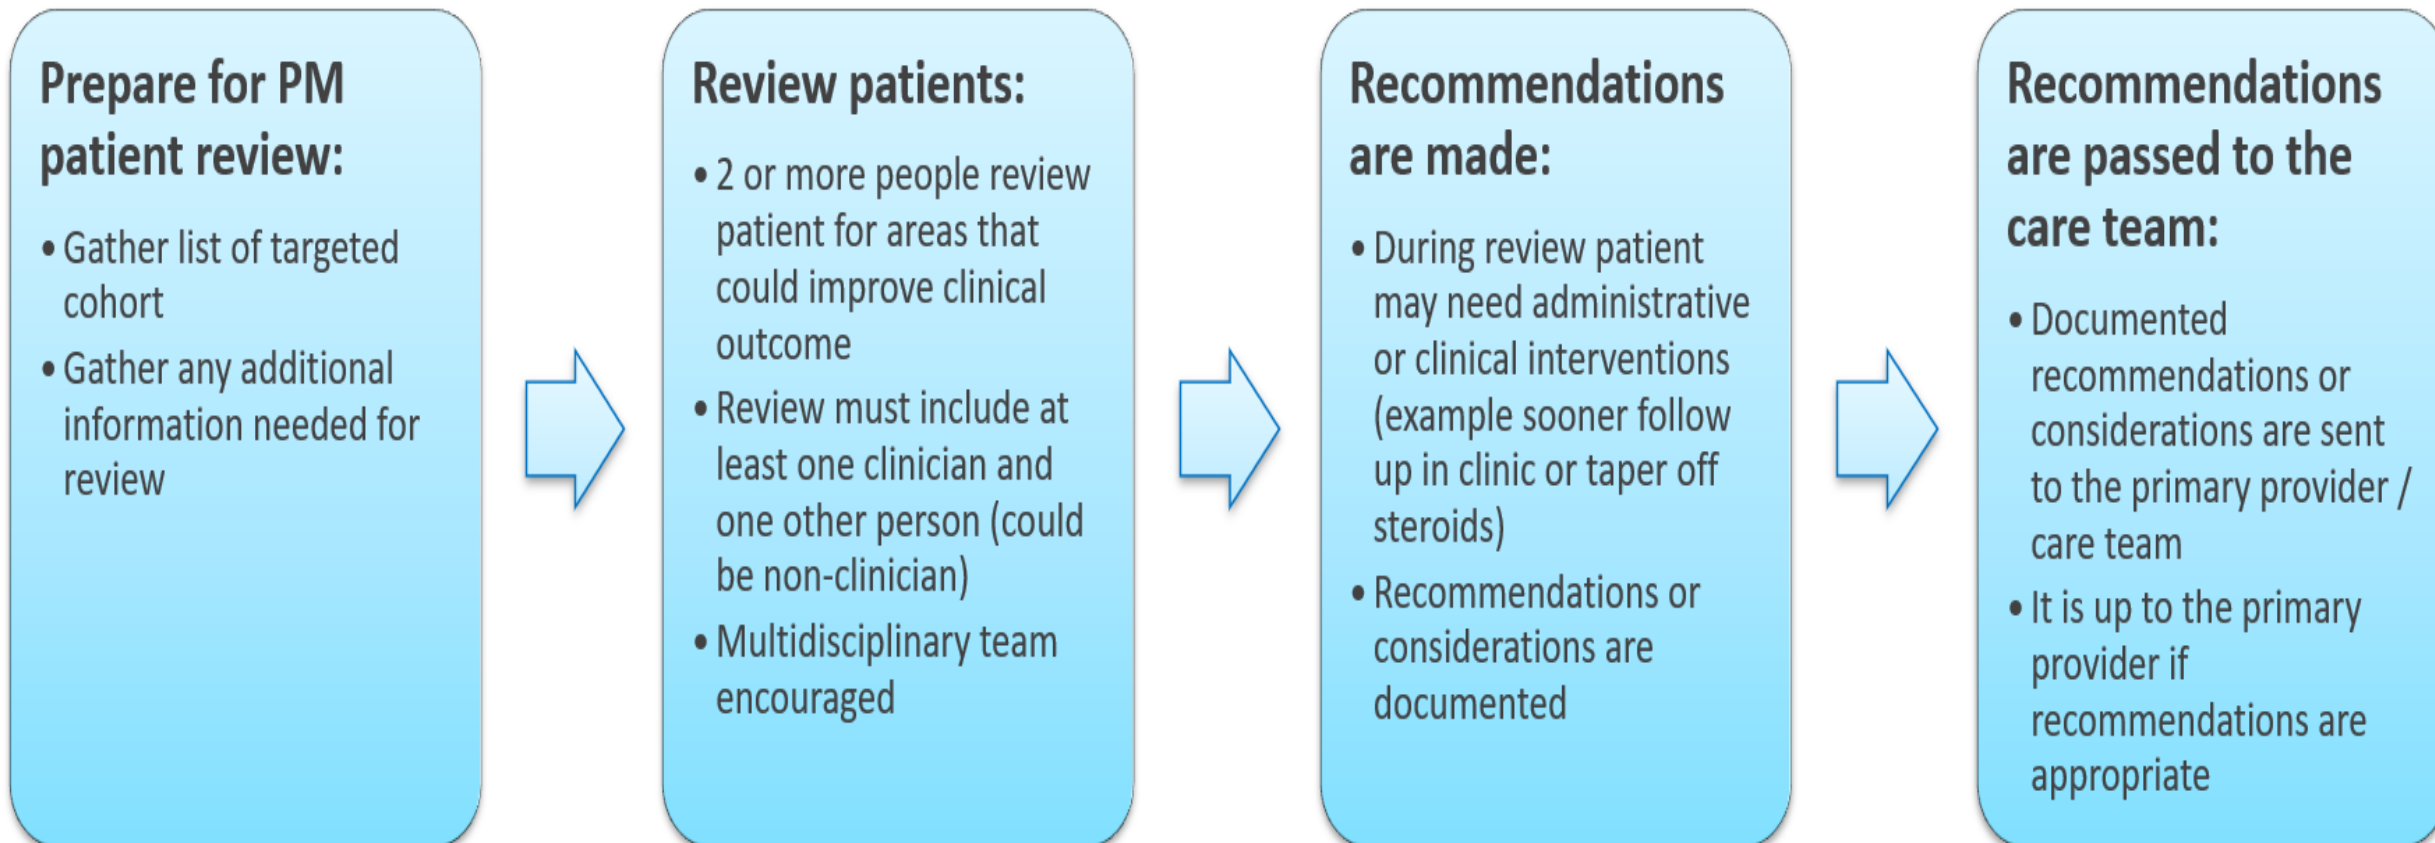 Prepare for PM
patient review:
• Gather list of targeted
cohort
• Gather any additional
information needed for
review
Review patients:
• 2 or more people review
patient for areas that
could improve clinical
outcome
• Review must include at
least one clinician and
one other person (could
be non-clinician)
• Multidisciplinary team
encouraged
Recommendations
are made:
• During review patient
may need administrative
or clinical interventions
(example sooner follow
up in clinic or taper off
steroids)
• Recommendations or
considerations are
documented
Recommendations
are passed to the
care team:
• Documented
recommendations or
considerations are sent
to the primary provider /
care team
• It is up to the primary
provider if
recommendations are
appropriate